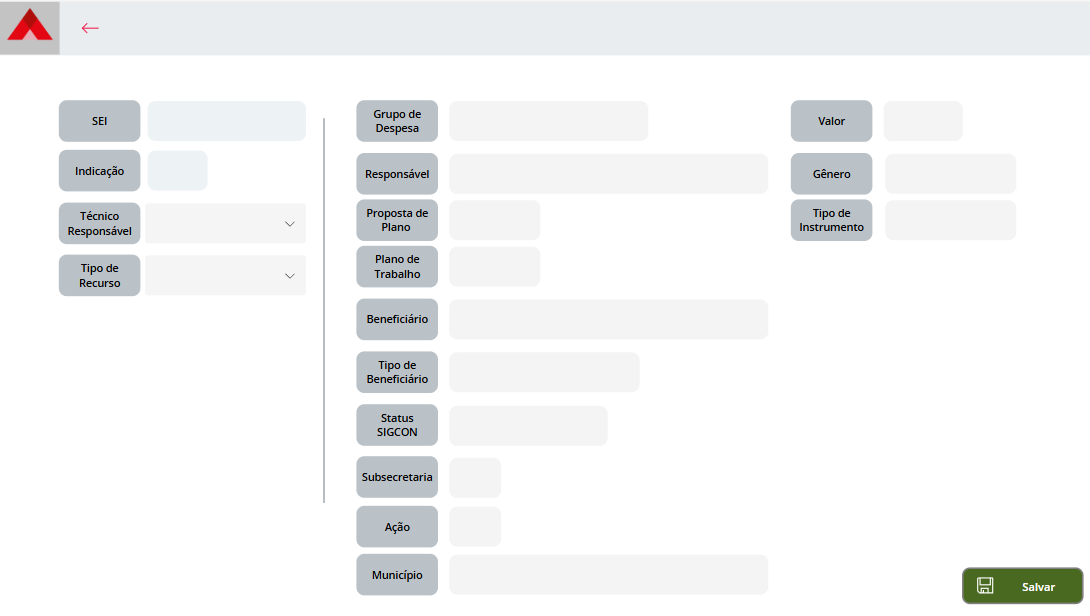 SEI
Indicação
Técnico
Responsável
Tipo de
Recurso
Grupo de
Despesa
Responsável
Proposta de
Plano
Plano de
Trabalho
Beneficiário
Tipo de
Beneficiário
Status
SIGCON
Subsecretaria
Ação
Município
Valor
Gênero
Tipo de
Instrumento
Salvar